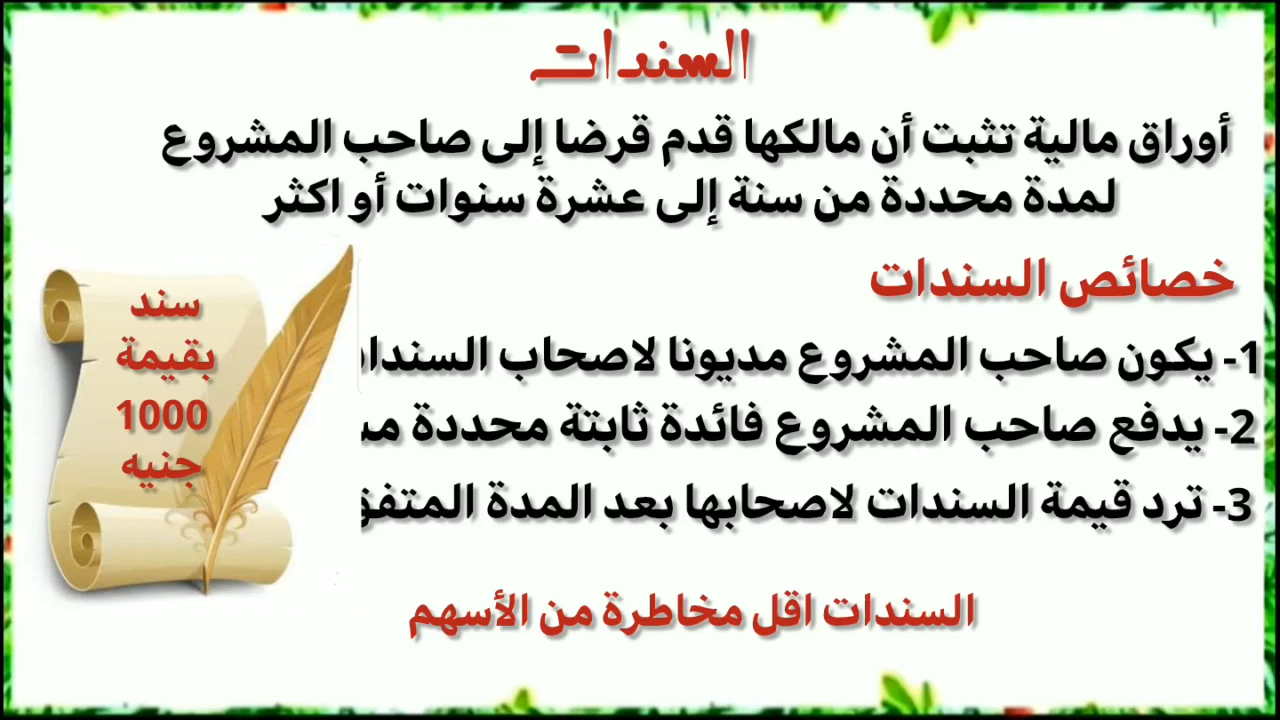 السندات
أوراق مالية تثبت أن مالكها قدم قرضا إلى صاحب المشروع
لمدة محددة من سنة إلى عشرة سنوات أو اكثر
خصائص السندات
1- يكون صاحب المشروع مديونا لاصحاب
2- يدفع صاحب المشروع فائدة ثابتة محددة
3- ترد قيمة السندات لاصحابها بعد المدة
سند
بقيمة
1000
جنيه
السندات اقل مخاطرة من الأسهم